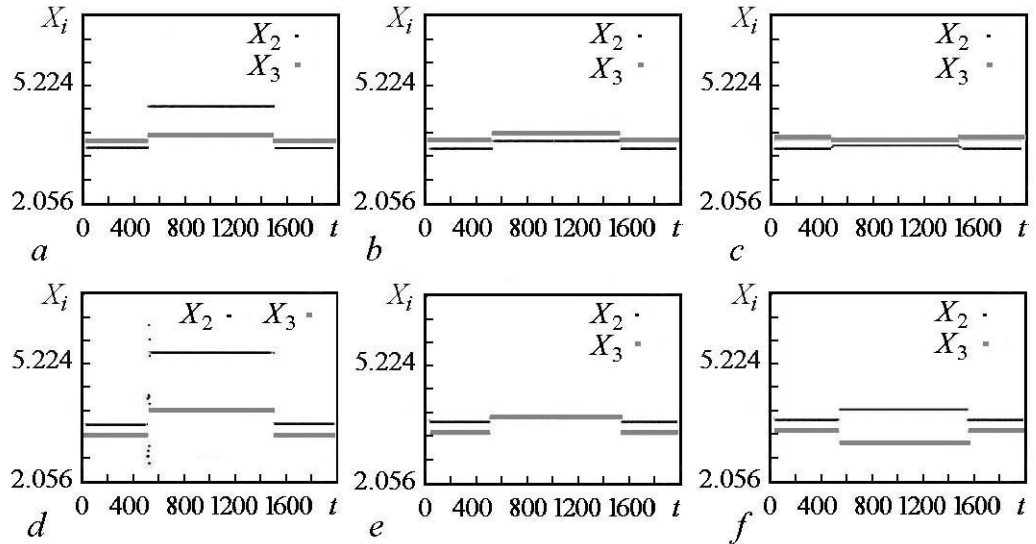 X_i X_2 X_3 5.224 2.056 0 400 800 1200 1600 t a
X_i X_2 X_3 5.224 2.056 0 400 800 1200 1600 t b
X_i X_2 X_3 5.224 2.056 0 400 800 1200 1600 t c
X_i X_2 X_3 5.224 2.056 0 400 800 1200 1600 t d
X_i X_2 X_3 5.224 2.056 0 400 800 1200 1600 t e
X_i X_2 X_3 5.224 2.056 0 400 800 1200 1600 t f